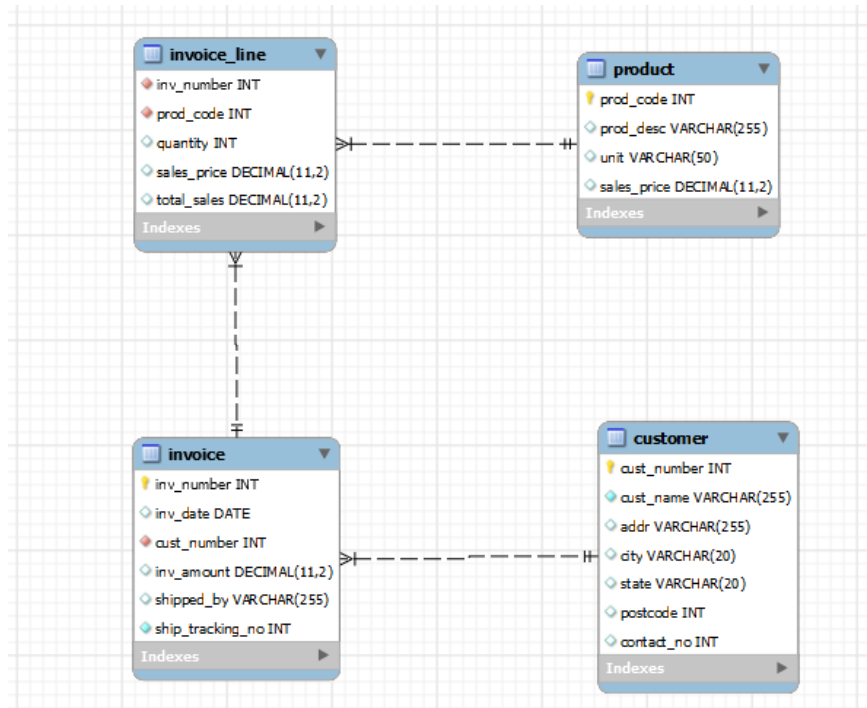 invoice_line
inv_number INT
prod_code INT
quantity INT
sales_price DECIMAL(11,2)
total_sales DECIMAL(11,2)
Indexes
product
prod_code INT
prod_desc VARCHAR(255)
unit VARCHAR(50)
sales_price DECIMAL(11,2)
Indexes
invoice
inv_number INT
inv_date DATE
cust_number INT
inv_amount DECIMAL(11,2)
shipped_by VARCHAR(255)
ship_tracking_no INT
Indexes
customer
cust_number INT
cust_name VARCHAR(255)
addr VARCHAR(255)
city VARCHAR(20)
state VARCHAR(20)
postcode INT
contact_no INT
Indexes